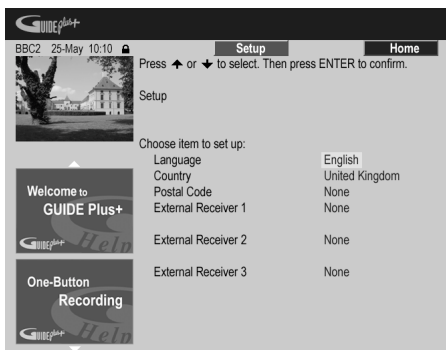 GUIDE Plus+
BBC2 25-May 10:10 Setup Home
Press ↑ or ↓ to select. Then press ENTER to confirm.
Setup
Choose item to set up:
Language English
Country United Kingdom
Postal Code None
External Receiver 1 None
External Receiver 2 None
External Receiver 3 None
Welcome to
GUIDE Plus+
GUIDE Plus+ Help
One-Button
Recording
GUIDE Plus+ Help